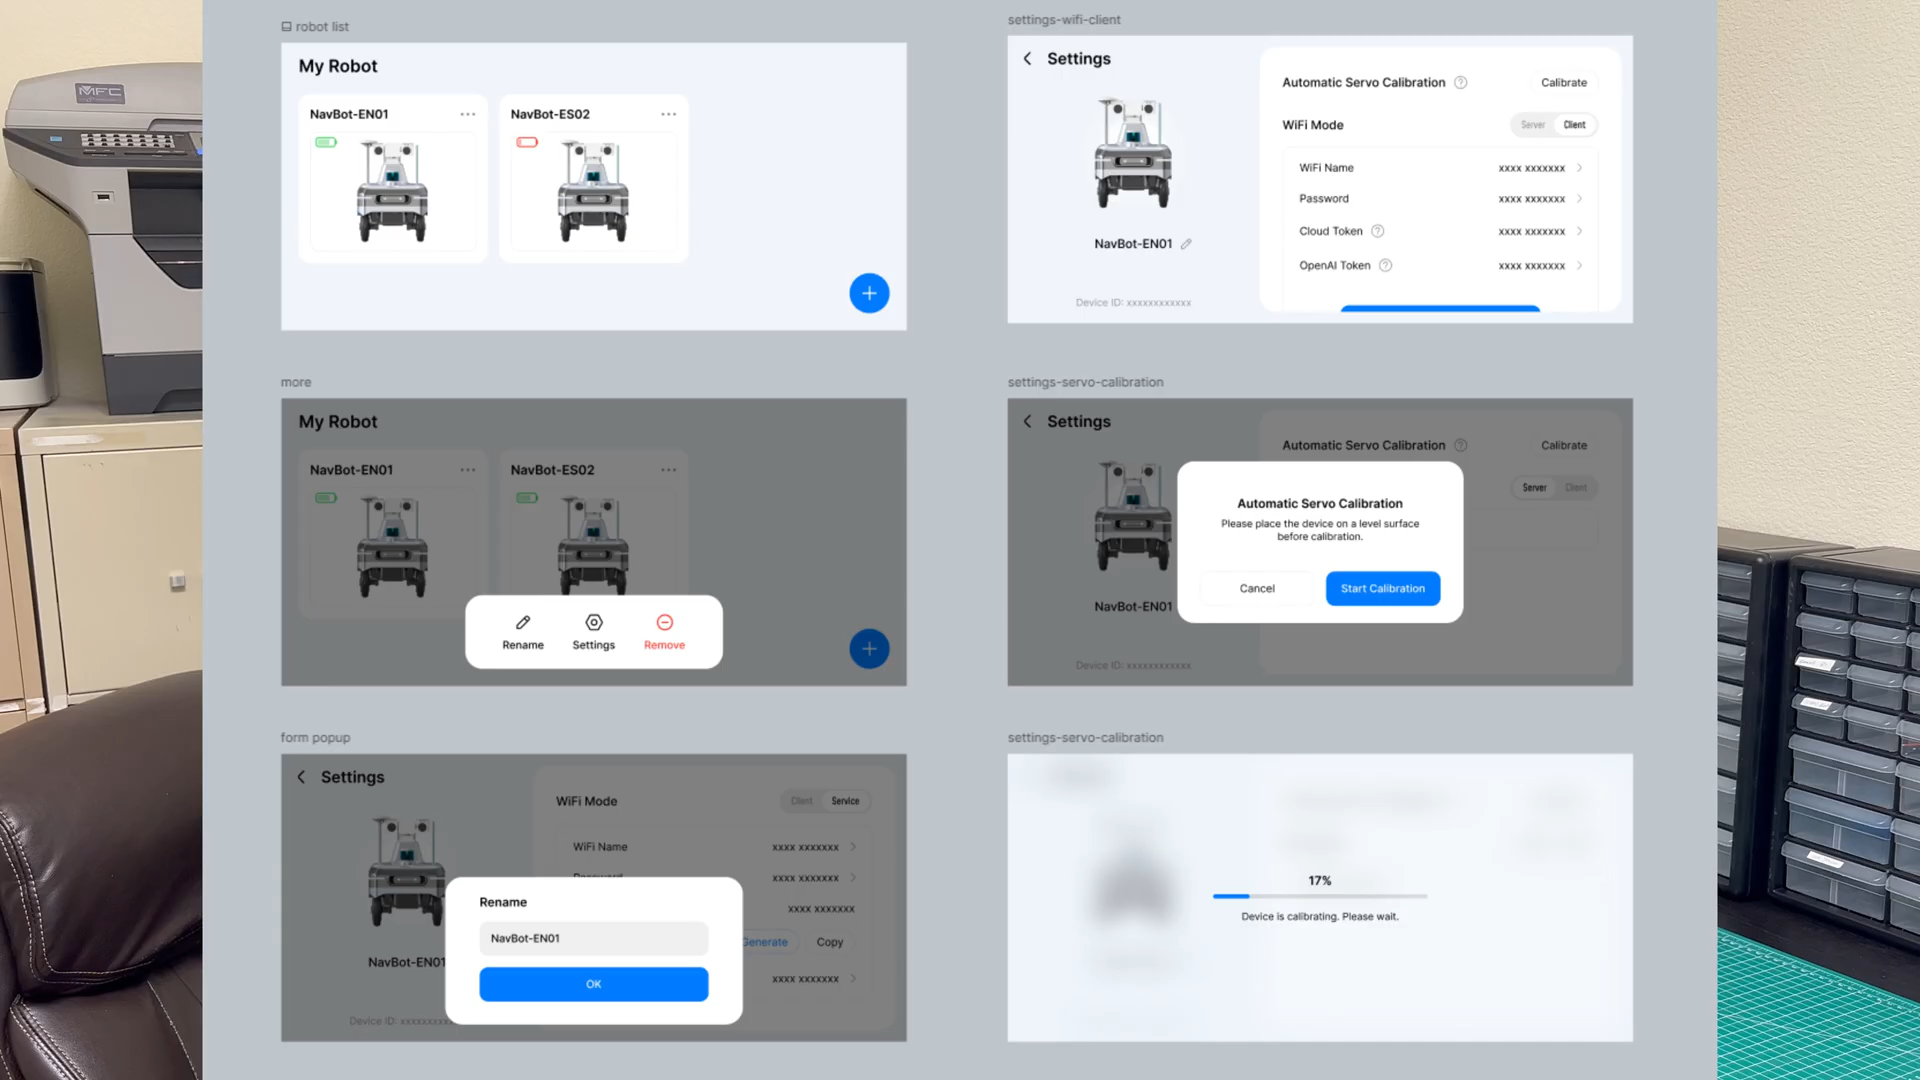 robot list
My Robot
NavBot-EN01
NavBot-ES02
more
My Robot
NavBot-EN01
NavBot-ES02
Rename
Settings
Remove
form popup
Settings
WiFi Mode
Client
Service
WiFi Name
xxxx xxxxxxx
xxxx xxxxxxx
xxxx xxxxxxx
Generate
Copy
xxxx xxxxxxx
NavBot-EN01
Rename
NavBot-EN01
OK
settings-wifi-client
Settings
Automatic Servo Calibration
Calibrate
WiFi Mode
Server
Client
WiFi Name
xxxx xxxxxxx
Password
xxxx xxxxxxx
Cloud Token
xxxx xxxxxxx
OpenAI Token
xxxx xxxxxxx
NavBot-EN01
Device ID: xxxxxxxxxxxx
settings-servo-calibration
Settings
Automatic Servo Calibration
Calibrate
Server
Client
Automatic Servo Calibration
Please place the device on a level surface
before calibration.
Cancel
Start Calibration
NavBot-EN01
Device ID: xxxxxxxxxxxx
settings-servo-calibration
17%
Device is calibrating. Please wait.
MFC